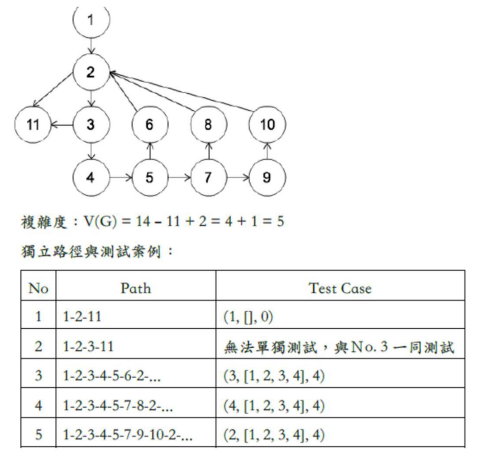 1
2
11
3
6
8
10
4
5
7
9
複雜度：V(G) = 14 – 11 + 2 = 4 + 1 = 5
獨立路徑與測試案例：
No Path Test Case
1 1-2-11 (1, [], 0)
2 1-2-3-11 無法單獨測試，與No. 3 一同測試
3 1-2-3-4-5-6-2-... (3, [1, 2, 3, 4], 4)
4 1-2-3-4-5-7-8-2-... (4, [1, 2, 3, 4], 4)
5 1-2-3-4-5-7-9-10-2-... (2, [1, 2, 3, 4], 4)